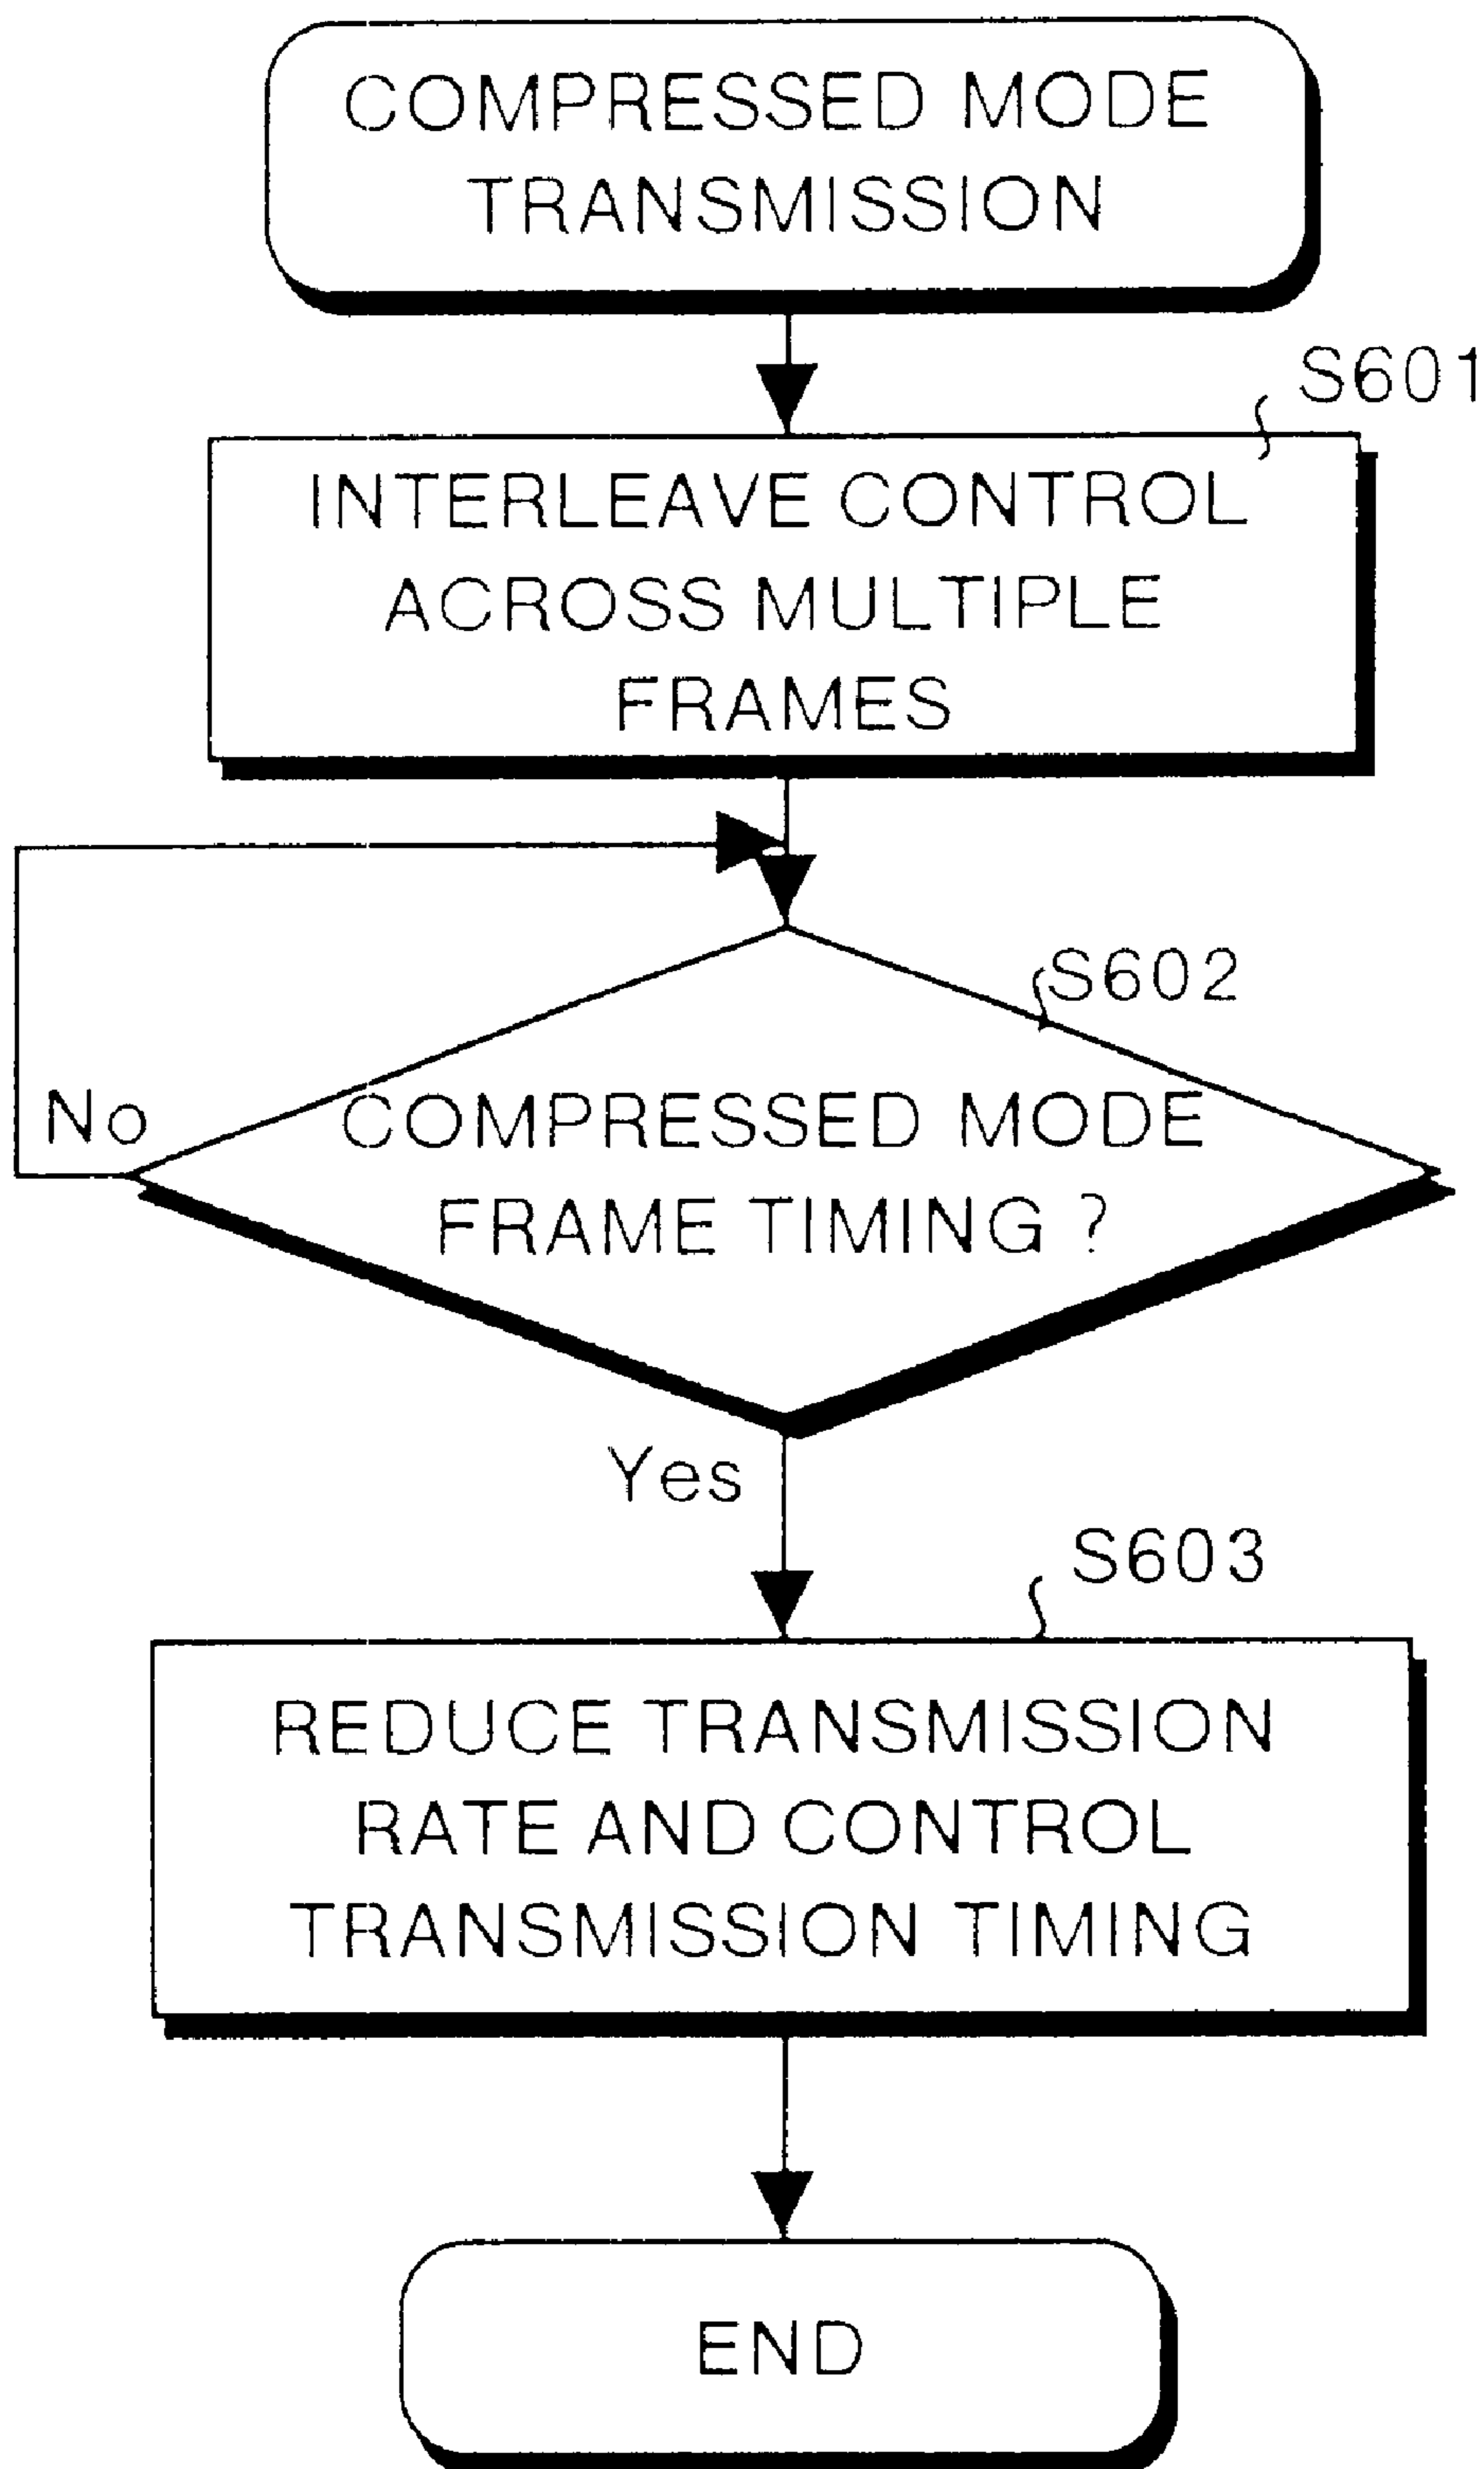 COMPRESSED MODE
TRANSMISSION
S601
INTERLEAVE CONTROL
ACROSS MULTIPLE
FRAMES
S602
No
COMPRESSED MODE
FRAME TIMING ?
Yes
S603
REDUCE TRANSMISSION
RATE AND CONTROL
TRANSMISSION TIMING
END